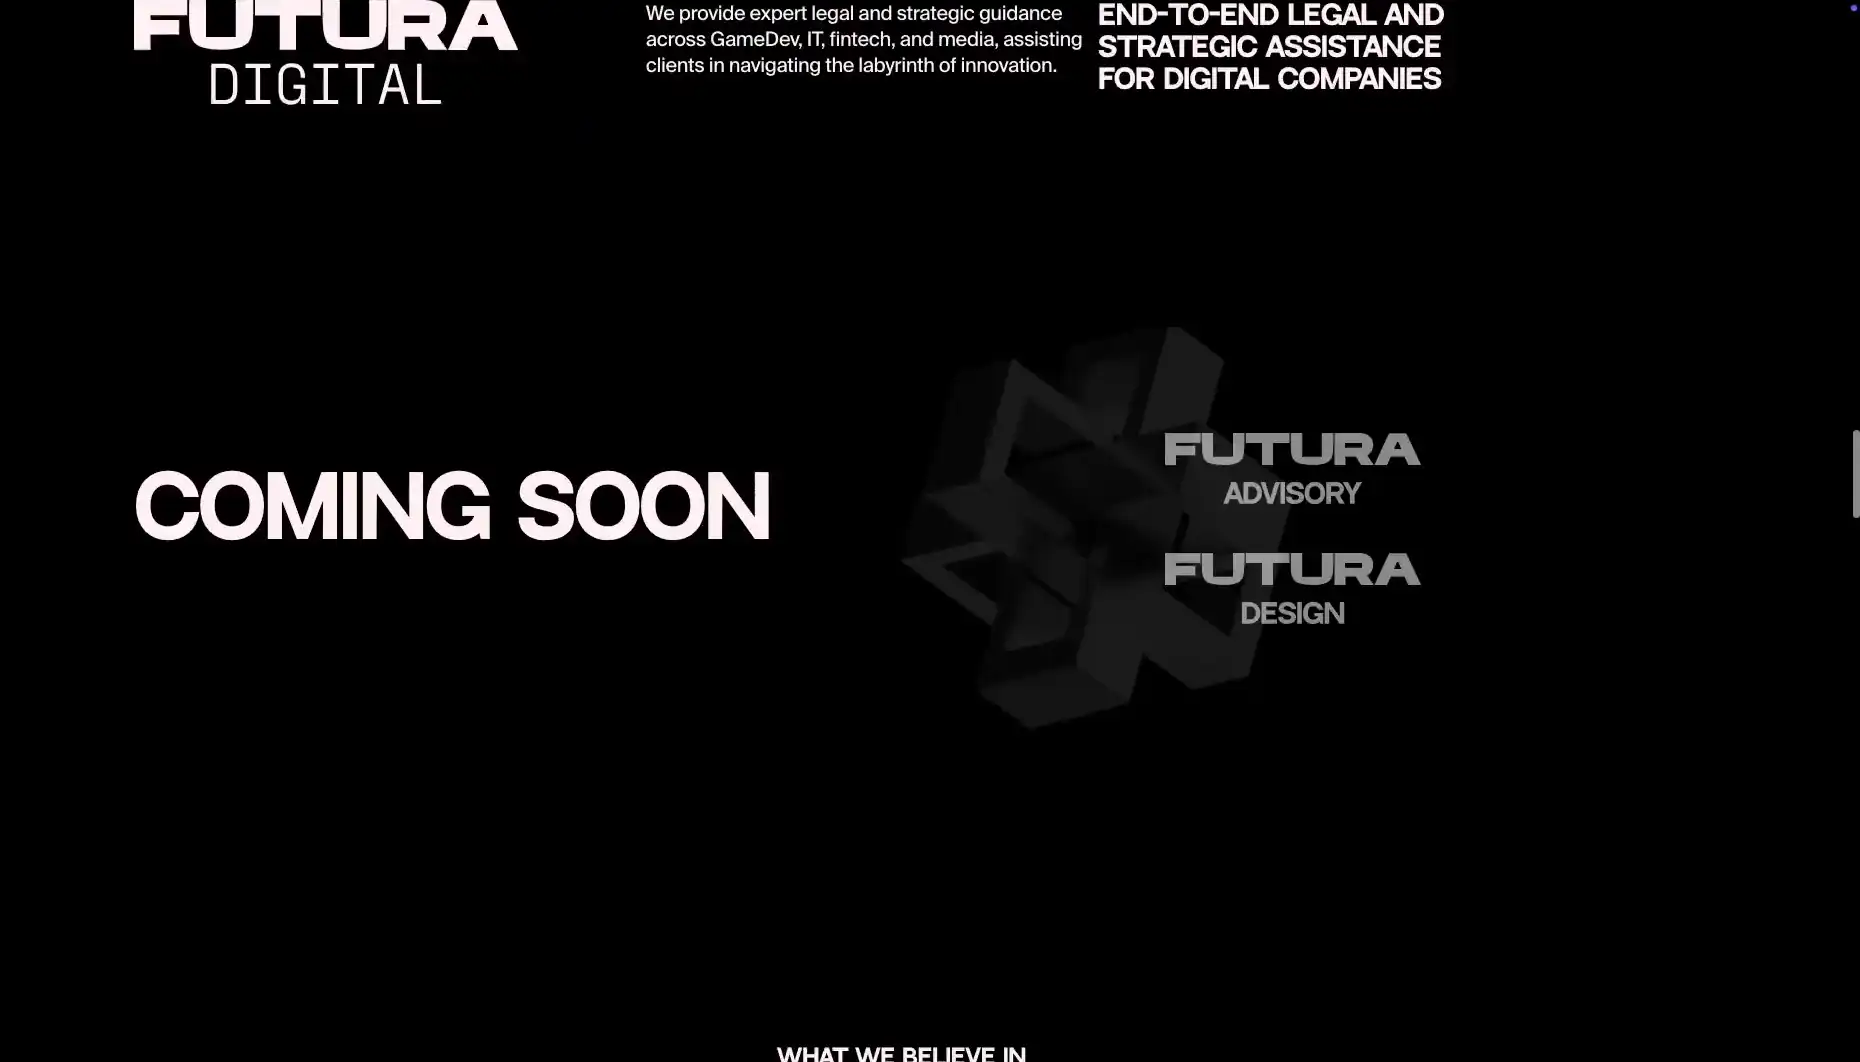 FUTURA
DIGITAL
We provide expert legal and strategic guidance
across GameDev, IT, fintech, and media, assisting
clients in navigating the labyrinth of innovation.
END-TO-END LEGAL AND
STRATEGIC ASSISTANCE
FOR DIGITAL COMPANIES
COMING SOON
FUTURA
ADVISORY
FUTURA
DESIGN
WHAT WE BELIEVE IN